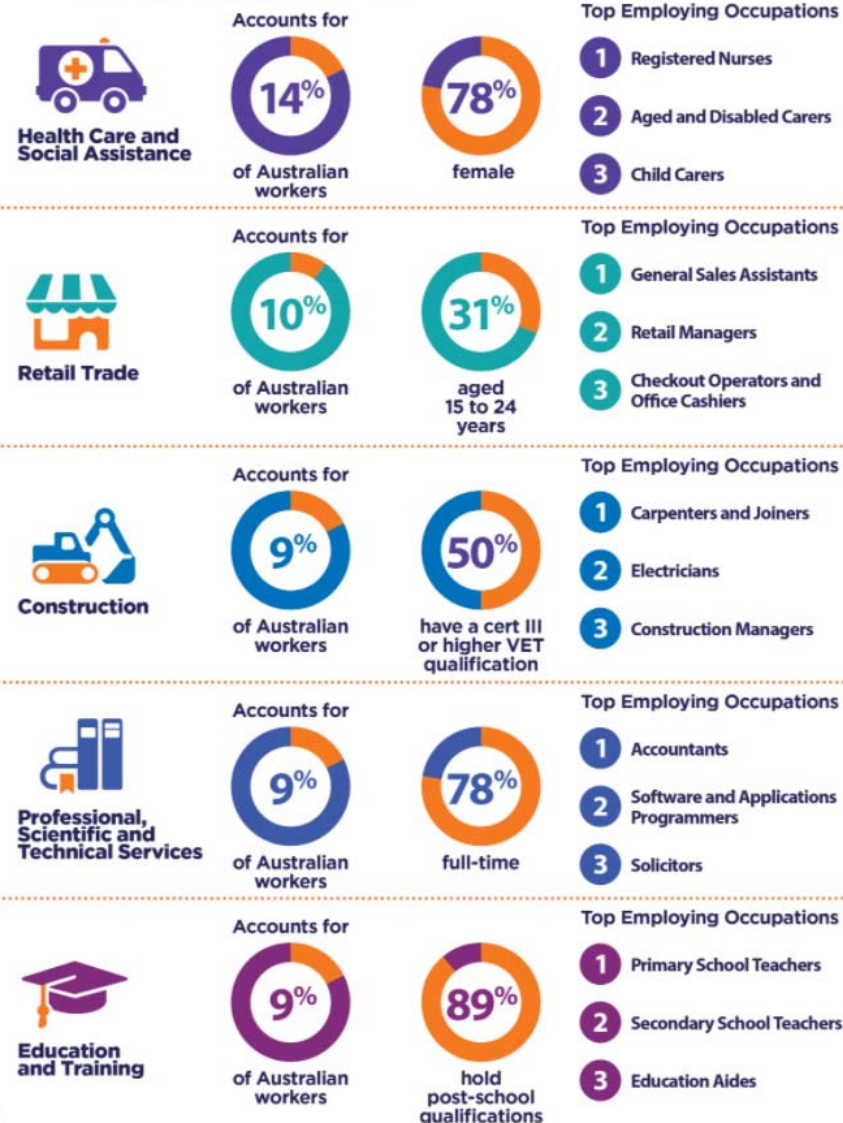 Accounts for
14%
of Australian
workers
78%
female
Health Care and
Social Assistance
Top Employing Occupations
1 Registered Nurses
2 Aged and Disabled Carers
3 Child Carers
Accounts for
10%
of Australian
workers
31%
aged
15 to 24
years
Retail Trade
Top Employing Occupations
1 General Sales Assistants
2 Retail Managers
3 Checkout Operators and
Office Cashiers
Accounts for
9%
of Australian
workers
50%
have a cert III
or higher VET
qualification
Construction
Top Employing Occupations
1 Carpenters and Joiners
2 Electricians
3 Construction Managers
Accounts for
9%
of Australian
workers
78%
full-time
Professional,
Scientific and
Technical Services
Top Employing Occupations
1 Accountants
2 Software and Applications
Programmers
3 Solicitors
Accounts for
9%
of Australian
workers
89%
hold
post-school
qualifications
Education
and Training
Top Employing Occupations
1 Primary School Teachers
2 Secondary School Teachers
3 Education Aides